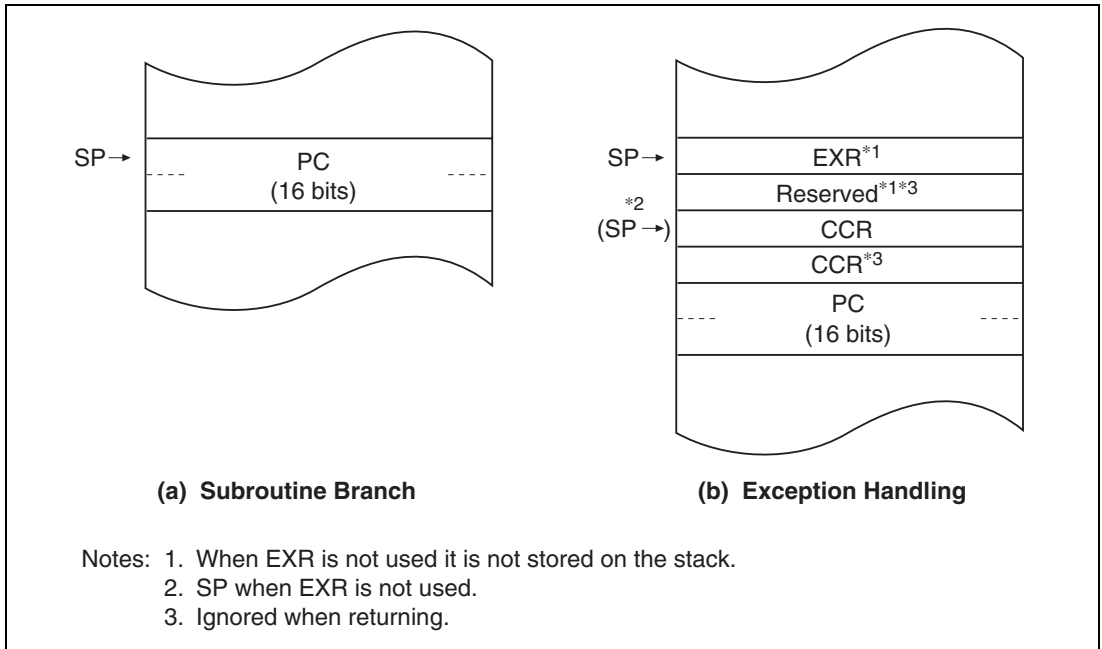 SP→
PC
(16 bits)
(a) Subroutine Branch
SP→
EXR*1
Reserved*1*3
*2
(SP→)
CCR
CCR*3
PC
(16 bits)
(b) Exception Handling
Notes: 1. When EXR is not used it is not stored on the stack.
2. SP when EXR is not used.
3. Ignored when returning.